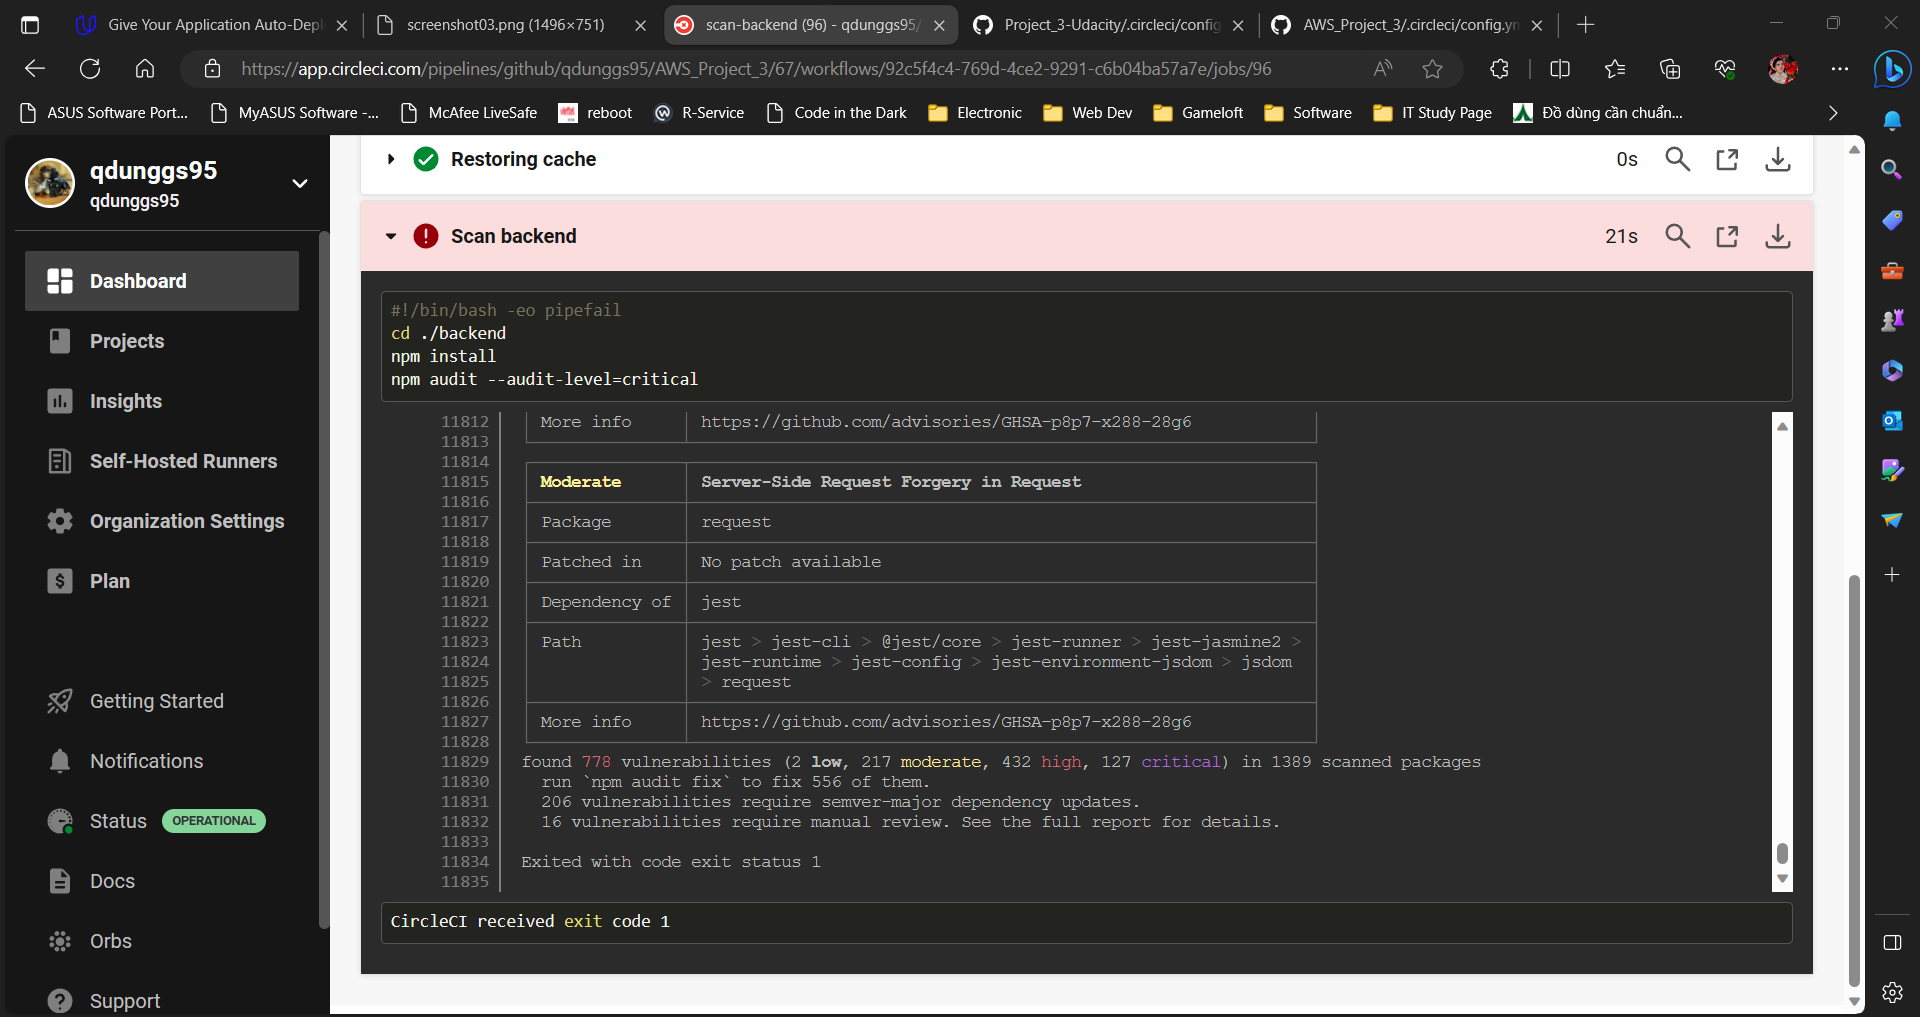 Give Your Application Auto-Depl
screenshot03.png (1496×751)
scan-backend (96) - qdunggs95/
Project_3-Udacity/.circleci/config
AWS_Project_3/.circleci/config.yn
https://app.circleci.com/pipelines/github/qdunggs95/AWS_Project_3/67/workflows/92c5f4c4-769d-4ce2-9291-c6b04ba57a7e/jobs/96
ASUS Software Port...
MyASUS Software -...
McAfee LiveSafe
reboot
R-Service
Code in the Dark
Electronic
Web Dev
Gameloft
Software
IT Study Page
Đồ dùng cần chuẩn...
qdunggs95
qdunggs95
Dashboard
Projects
Insights
Self-Hosted Runners
Organization Settings
Plan
Getting Started
Notifications
Status OPERATIONAL
Docs
Orbs
Support
Restoring cache 0s
Scan backend 21s
#!/bin/bash -eo pipefail
cd ./backend
npm install
npm audit --audit-level=critical
11812 More info https://github.com/advisories/GHSA-p8p7-x288-28g6
11813
11814
11815 Moderate Server-Side Request Forgery in Request
11816
11817 Package request
11818
11819 Patched in No patch available
11820
11821 Dependency of jest
11822
11823 Path jest > jest-cli > @jest/core > jest-runner > jest-jasmine2 >
11824 jest-runtime > jest-config > jest-environment-jsdom > jsdom
11825 > request
11826
11827 More info https://github.com/advisories/GHSA-p8p7-x288-28g6
11828
11829 found 778 vulnerabilities (2 low, 217 moderate, 432 high, 127 critical) in 1389 scanned packages
11830 run `npm audit fix` to fix 556 of them.
11831 206 vulnerabilities require semver-major dependency updates.
11832 16 vulnerabilities require manual review. See the full report for details.
11833
11834 Exited with code exit status 1
11835
CircleCI received exit code 1